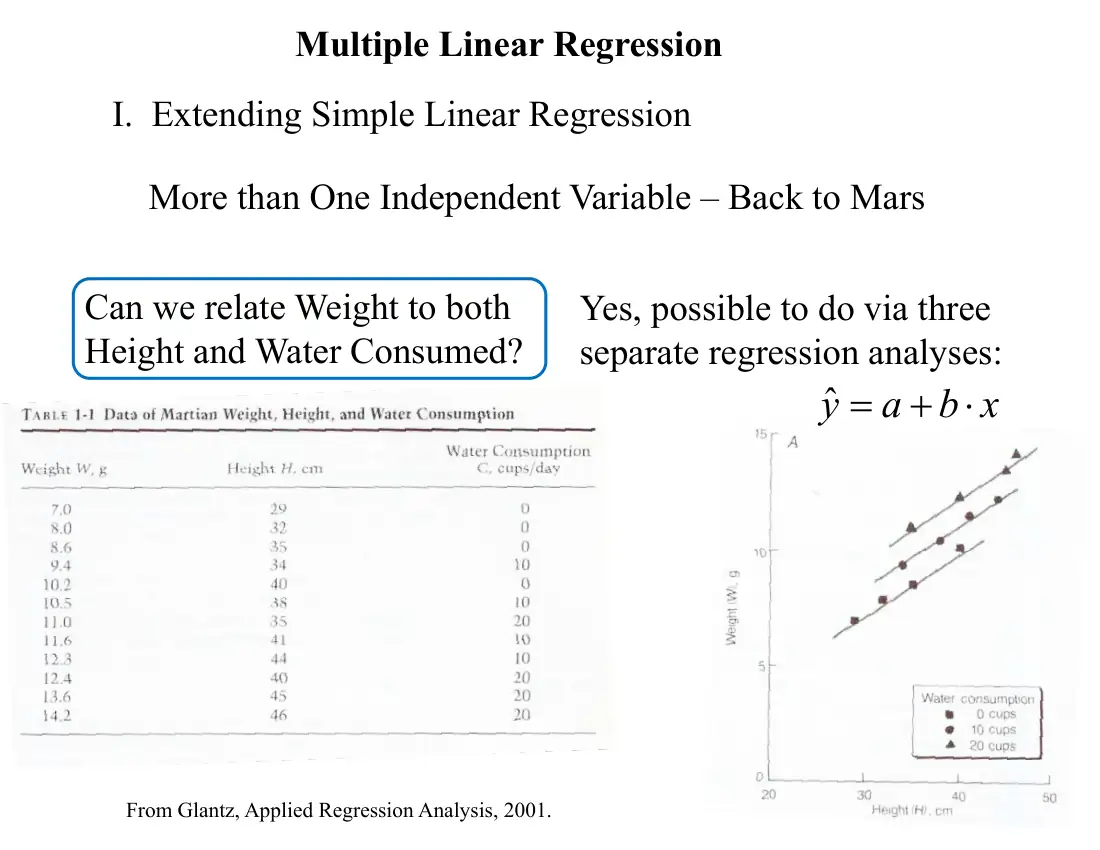 Multiple Linear Regression
I. Extending Simple Linear Regression
More than One Independent Variable – Back to Mars
Can we relate Weight to both
Height and Water Consumed?
Yes, possible to do via three
separate regression analyses:
ŷ = a + b · x
TABLE 1-1 Data of Martian Weight, Height, and Water Consumption
Water Consumption
Weight W, g Height H, cm C, cups/day
7.0 29 0
8.0 32 0
8.6 35 0
9.4 34 10
10.2 40 0
10.5 38 10
11.0 35 20
11.6 41 10
12.3 44 10
12.4 40 20
13.6 45 20
14.2 46 20
From Glantz, Applied Regression Analysis, 2001.
A
15
10
5
0
Weight (W), g
Water consumption
0 cups
10 cups
20 cups
20 30 40 50
Height (H), cm